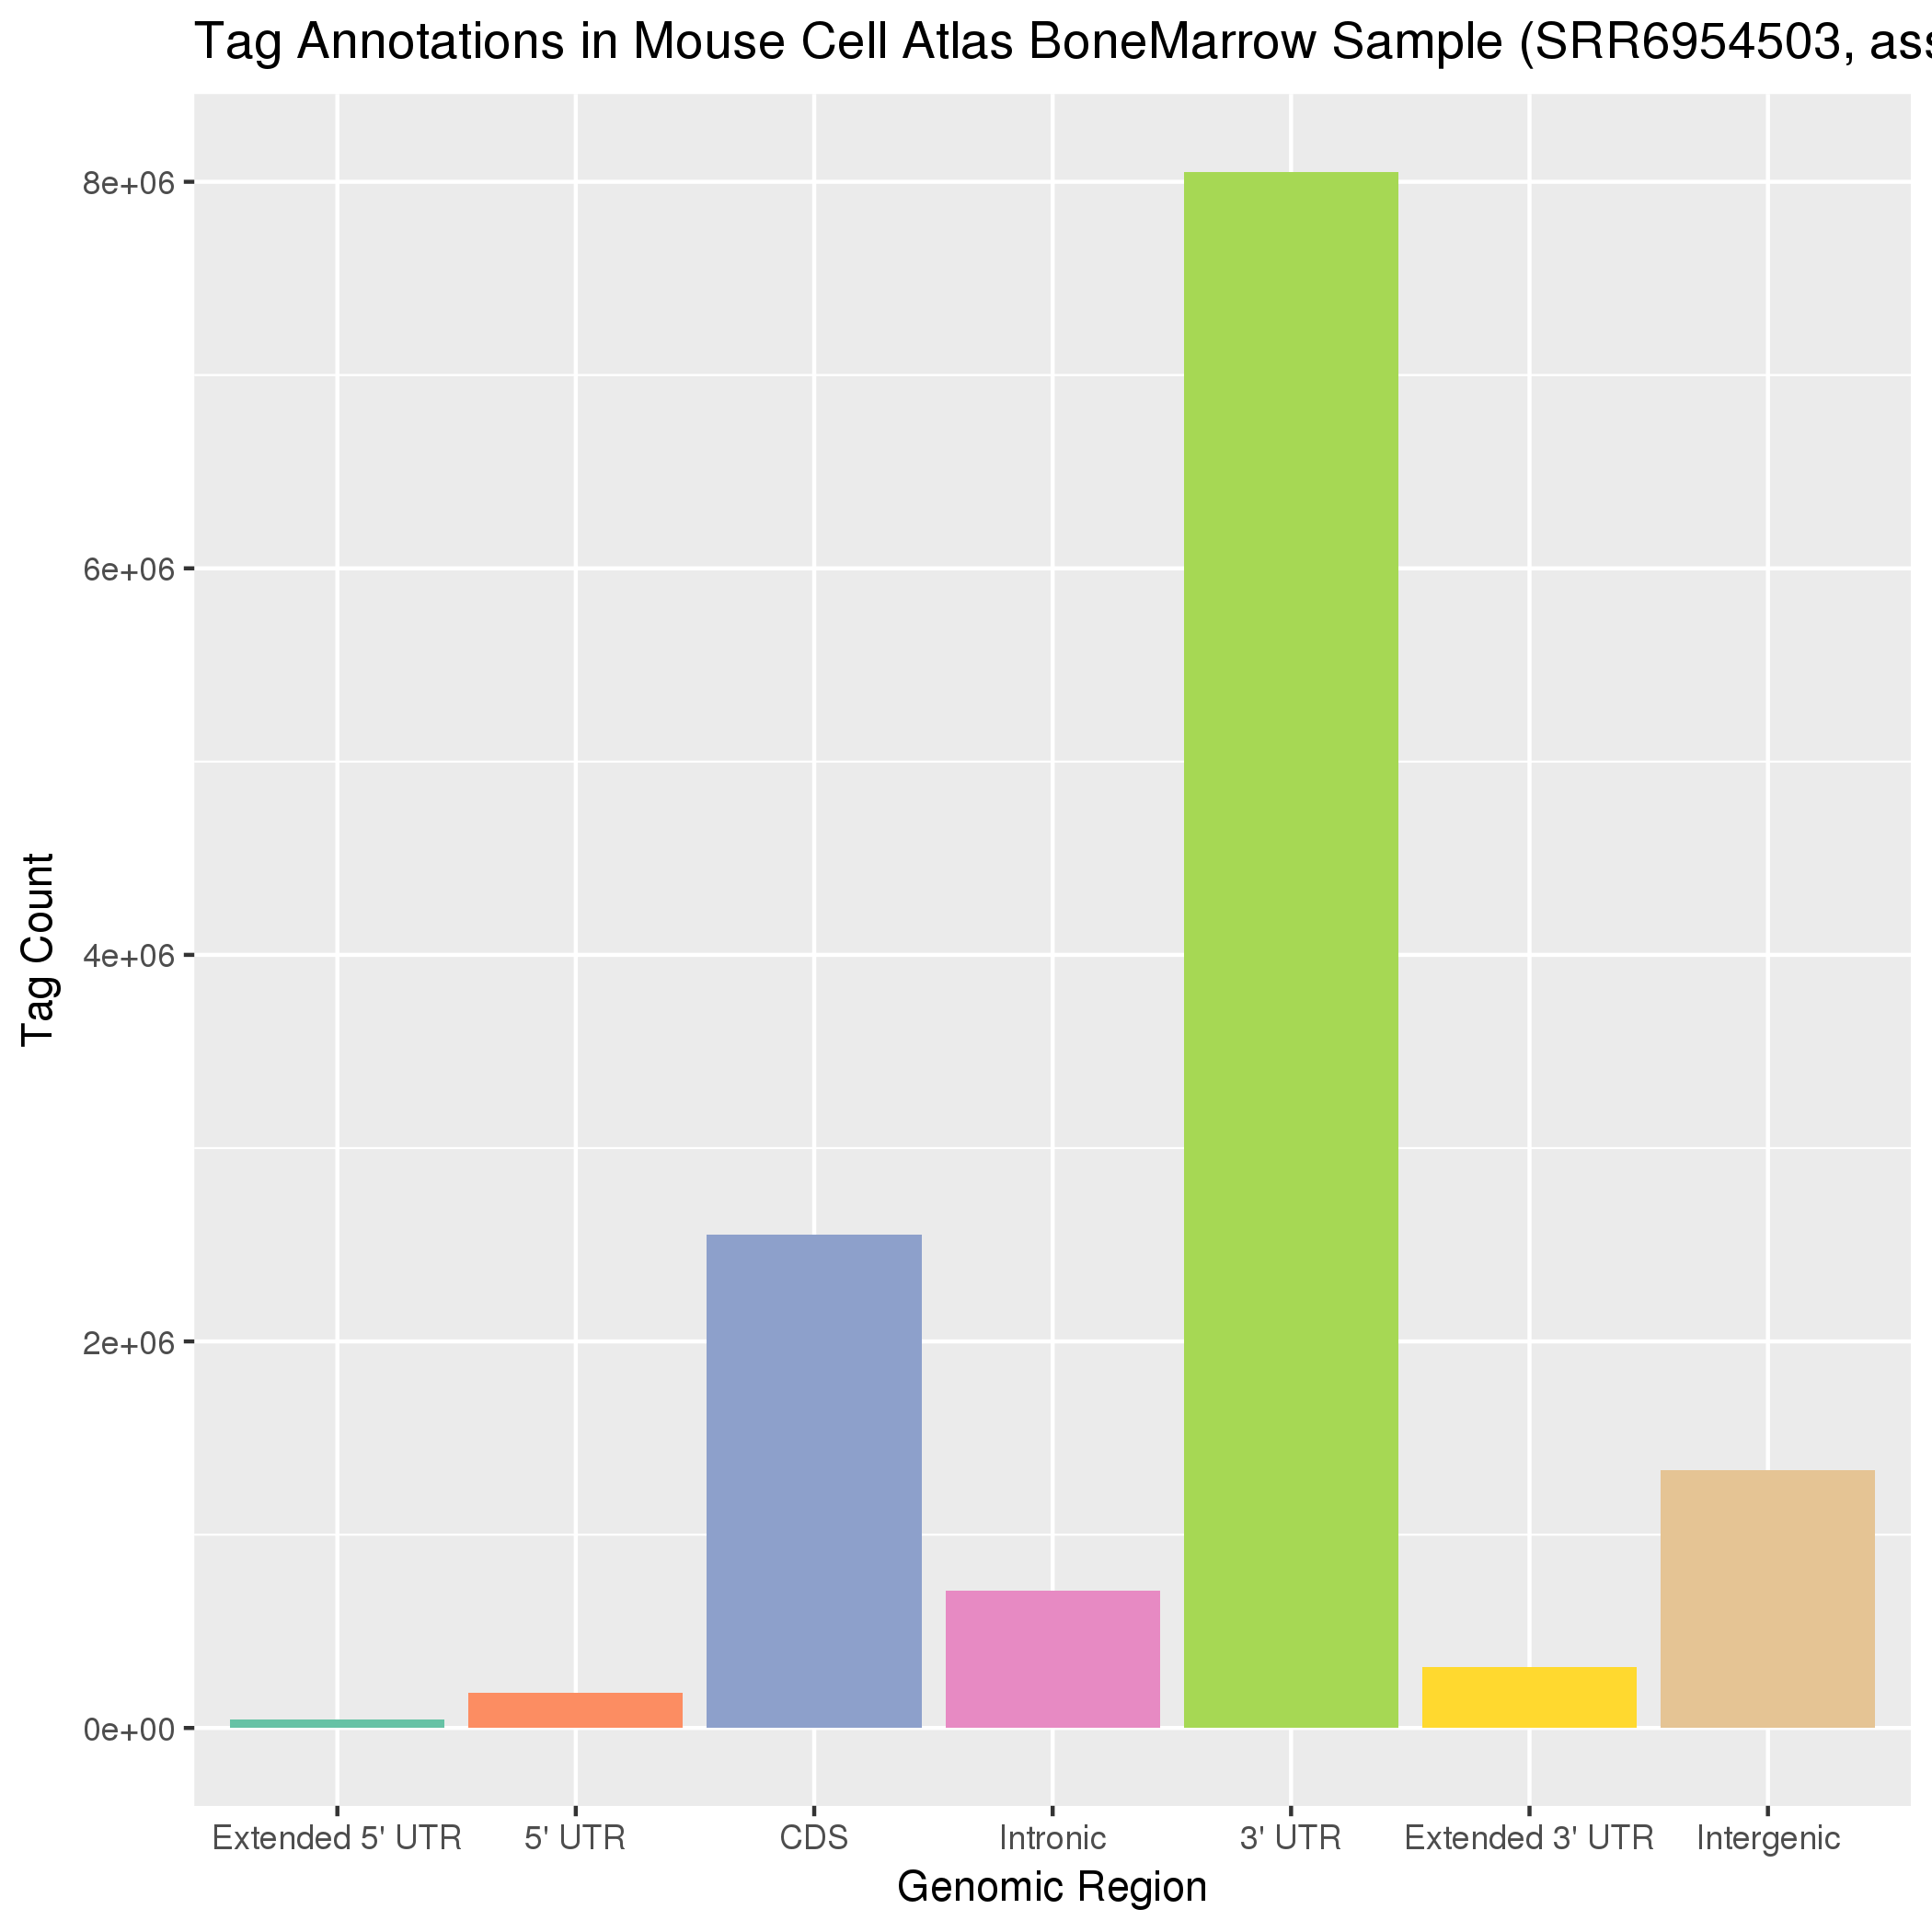 Tag Annotations in Mouse Cell Atlas BoneMarrow Sample (SRR6954503, ass
8e+06
6e+06
4e+06
2e+06
0e+00
Tag Count
Extended 5' UTR 5' UTR CDS Intronic 3' UTR Extended 3' UTR Intergenic
Genomic Region